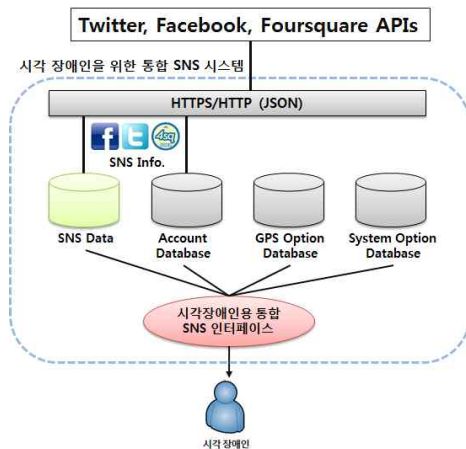 Twitter, Facebook, Foursquare APIs
시각 장애인을 위한 통합 SNS 시스템
HTTPS/HTTP (JSON)
f t 4sq
SNS Info.
SNS Data
Account
Database
GPS Option
Database
System Option
Database
시각장애인용 통합
SNS 인터페이스
시각 장애인